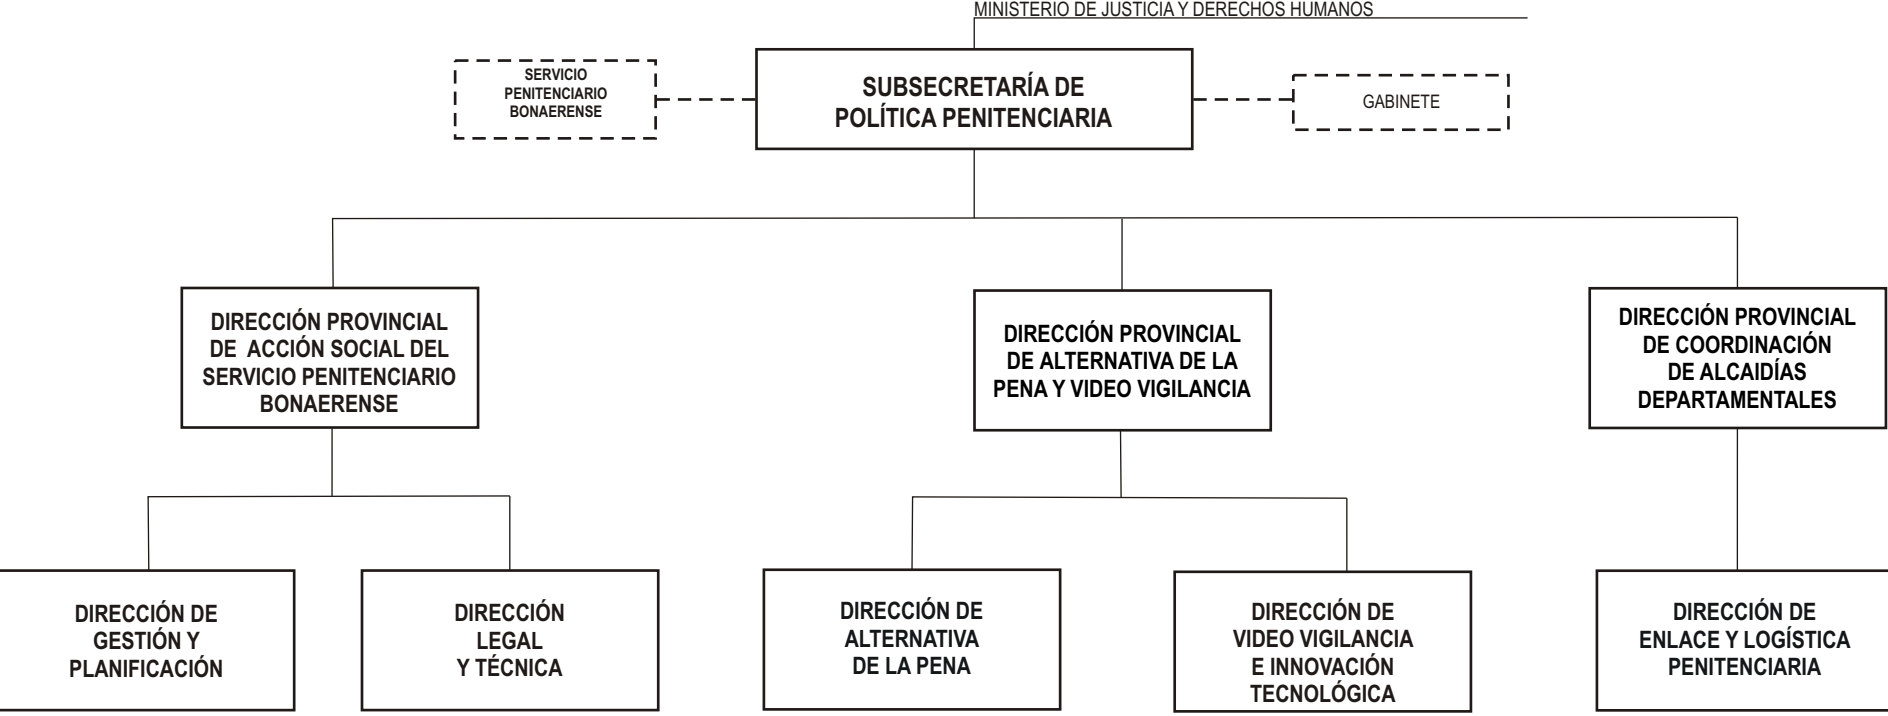 MINISTERIO DE JUSTICIA Y DERECHOS HUMANOS
SERVICIO
PENITENCIARIO
BONAERENSE
SUBSECRETARÍA DE
POLÍTICA PENITENCIARIA
GABINETE
DIRECCIÓN PROVINCIAL
DE ACCIÓN SOCIAL DEL
SERVICIO PENITENCIARIO
BONAERENSE
DIRECCIÓN PROVINCIAL
DE ALTERNATIVA DE LA
PENA Y VIDEO VIGILANCIA
DIRECCIÓN PROVINCIAL
DE COORDINACIÓN
DE ALCAIDÍAS
DEPARTAMENTALES
DIRECCIÓN DE
GESTIÓN Y
PLANIFICACIÓN
DIRECCIÓN
LEGAL
Y TÉCNICA
DIRECCIÓN DE
ALTERNATIVA
DE LA PENA
DIRECCIÓN DE
VIDEO VIGILANCIA
E INNOVACIÓN
TECNOLÓGICA
DIRECCIÓN DE
ENLACE Y LOGÍSTICA
PENITENCIARIA